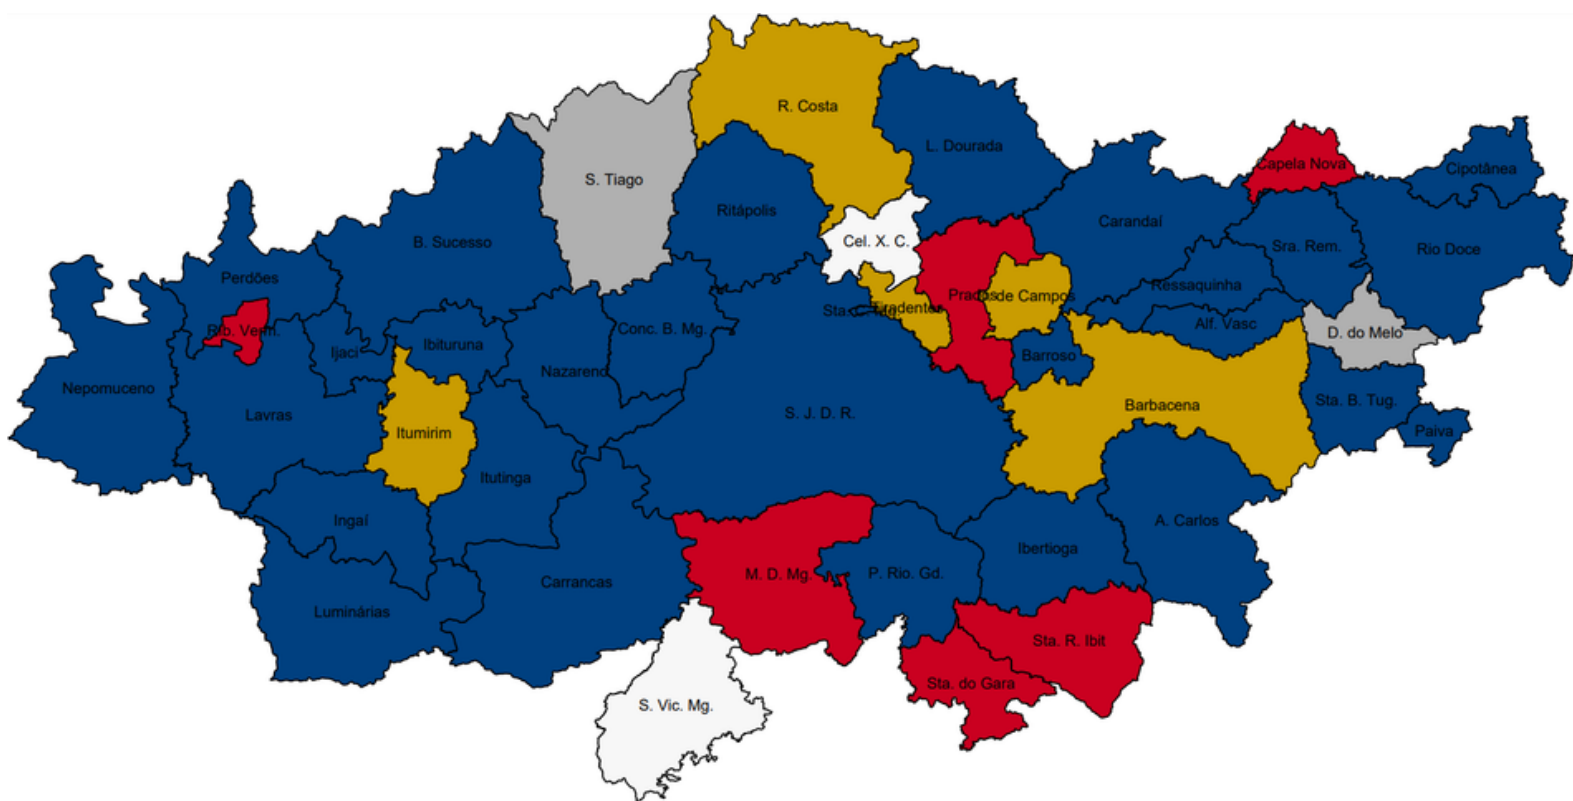 R. Costa
L. Dourada
Capela Nova
Cipotânea
S. Tiago
Ritápolis
Carandaí
Cel. X. C.
B. Sucesso
Sra. Rem.
Rio Doce
Perdões
Ressaquinha
Prados
de Campos
Tiradentes
Sta.
Alf. Vasc
Rib. Verm.
Conc. B. Mg.
D. do Melo
Ibituruna
Ijaci
Barroso
Nazareno
Nepomuceno
Sta. B. Tug.
Barbacena
Lavras
S. J. D. R.
Itumirim
Paiva
Itutinga
Ingaí
A. Carlos
Ibertioga
M. D. Mg.
P. Rio. Gd.
Carrancas
Luminárias
Sta. R. Ibit
Sta. do Gara
S. Vic. Mg.